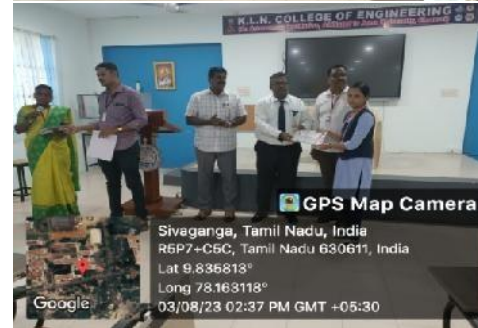 K.L.N. COLLEGE OF ENGINEERING
GPS Map Camera
Sivaganga, Tamil Nadu, India
R5P7+C5C, Tamil Nadu 630611, India
Lat 9.835813°
Long 78.163118°
03/08/23 02:37 PM GMT +05:30
Google